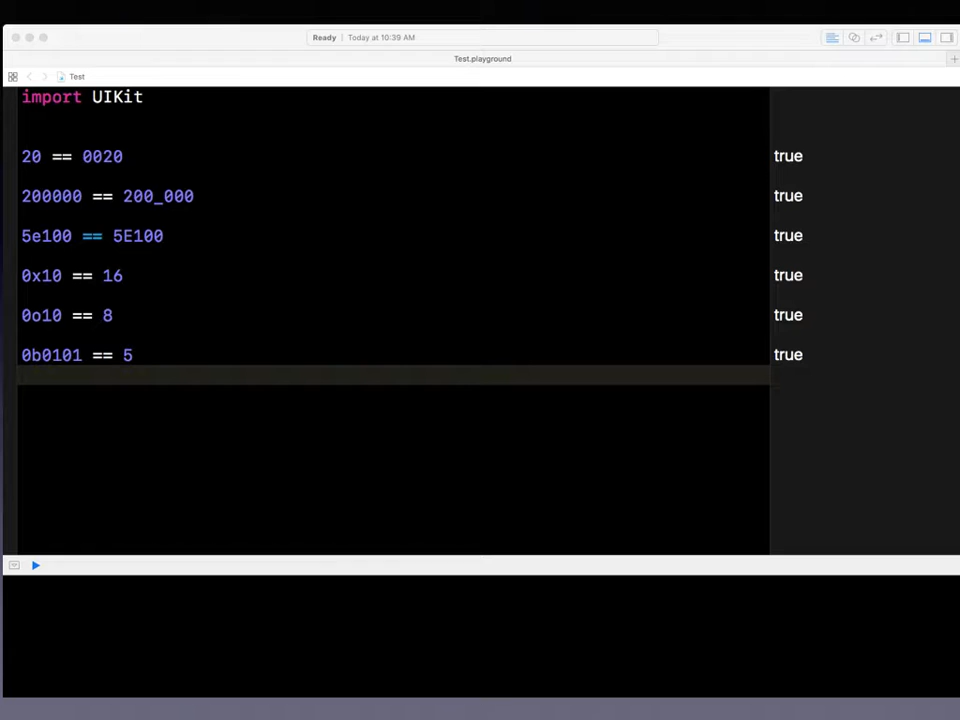 Ready | Today at 10:39 AM
Test.playground
Test
import UIKit
20 == 0020 true
200000 == 200_000 true
5e100 == 5E100 true
0x10 == 16 true
0o10 == 8 true
0b0101 == 5 true